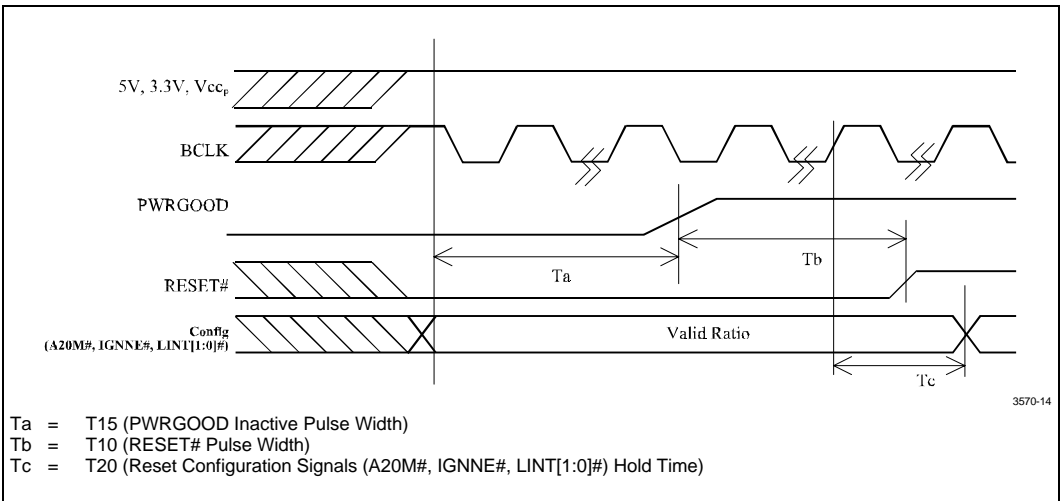 5V, 3.3V, VccP
BCLK
PWRGOOD
Ta
Tb
RESET#
Config
(A20M#, IGNNE#, LINT[1:0]#)
Valid Ratio
Tc
3570-14
Ta = T15 (PWRGOOD Inactive Pulse Width)
Tb = T10 (RESET# Pulse Width)
Tc = T20 (Reset Configuration Signals (A20M#, IGNNE#, LINT[1:0]#) Hold Time)